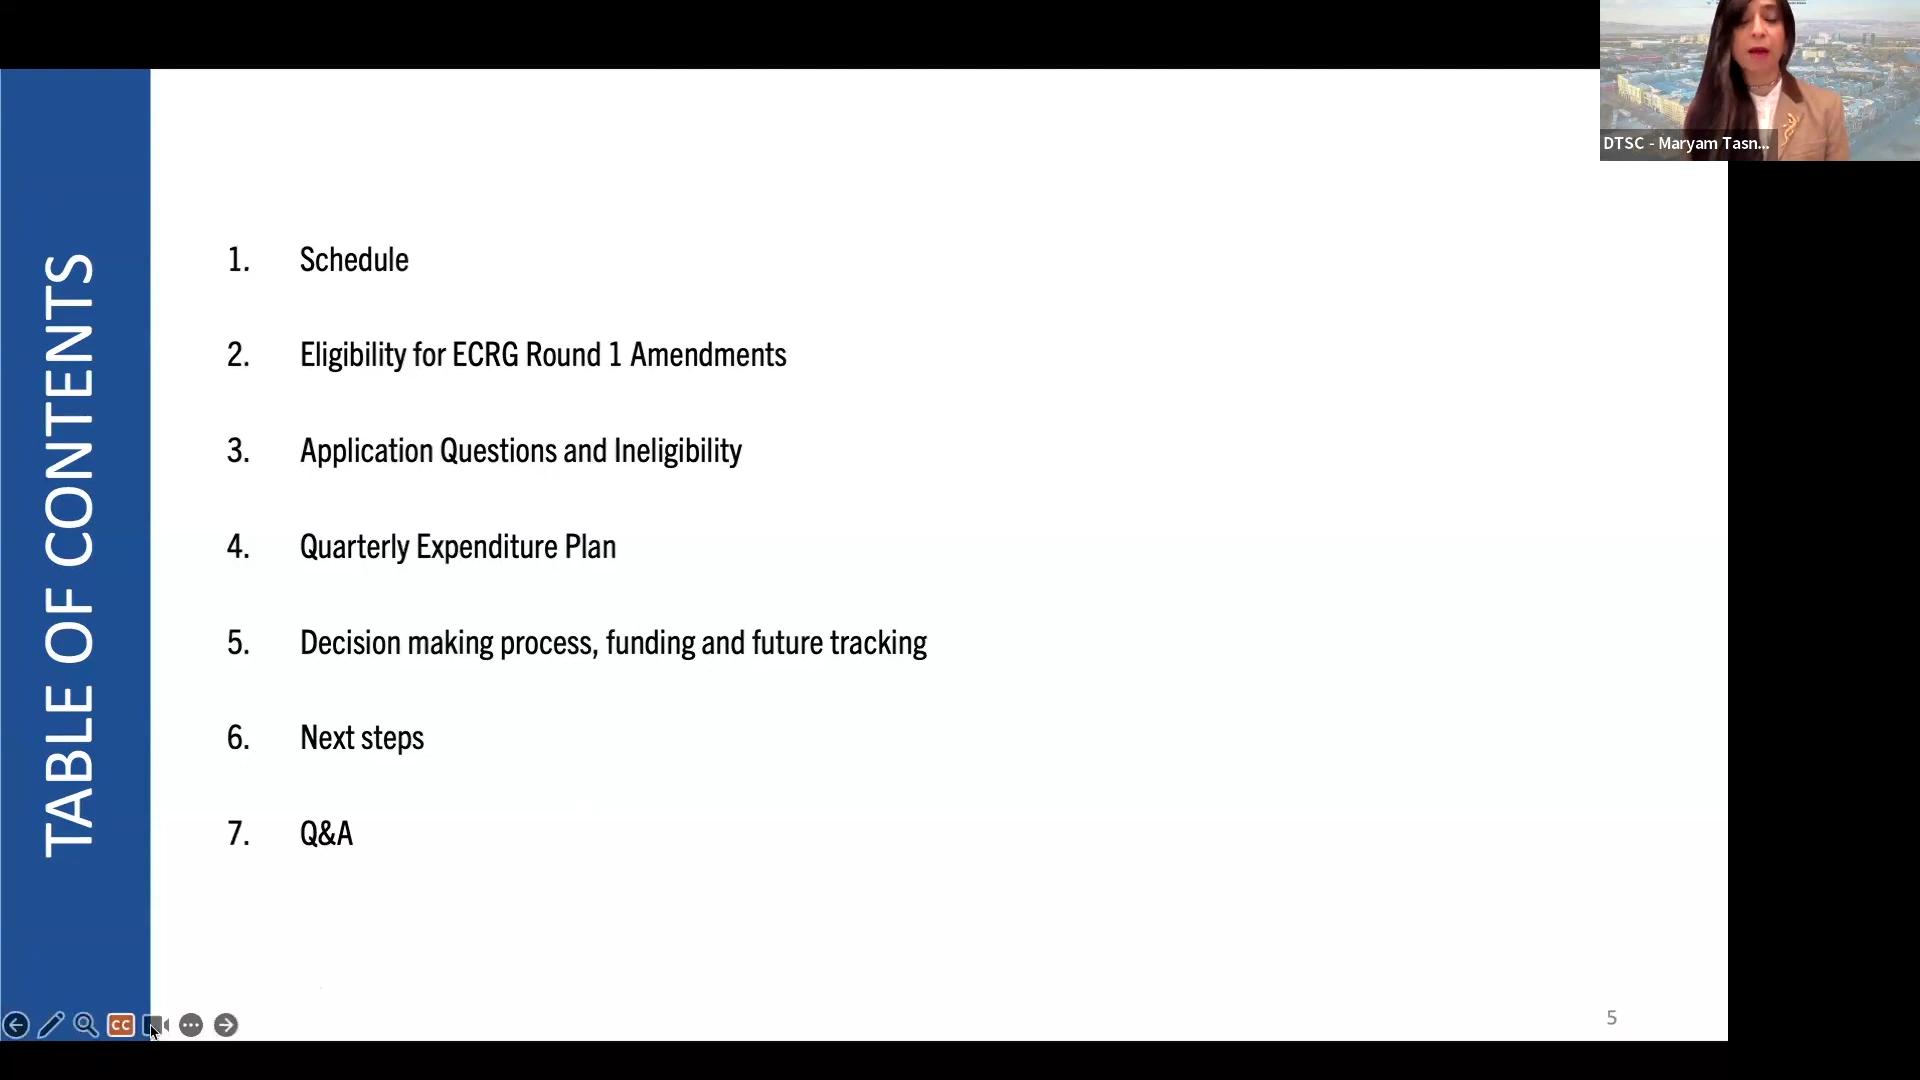 DTSC - Maryam Tasn...
TABLE OF CONTENTS
1. Schedule
2. Eligibility for ECRG Round 1 Amendments
3. Application Questions and Ineligibility
4. Quarterly Expenditure Plan
5. Decision making process, funding and future tracking
6. Next steps
7. Q&A
CC
5